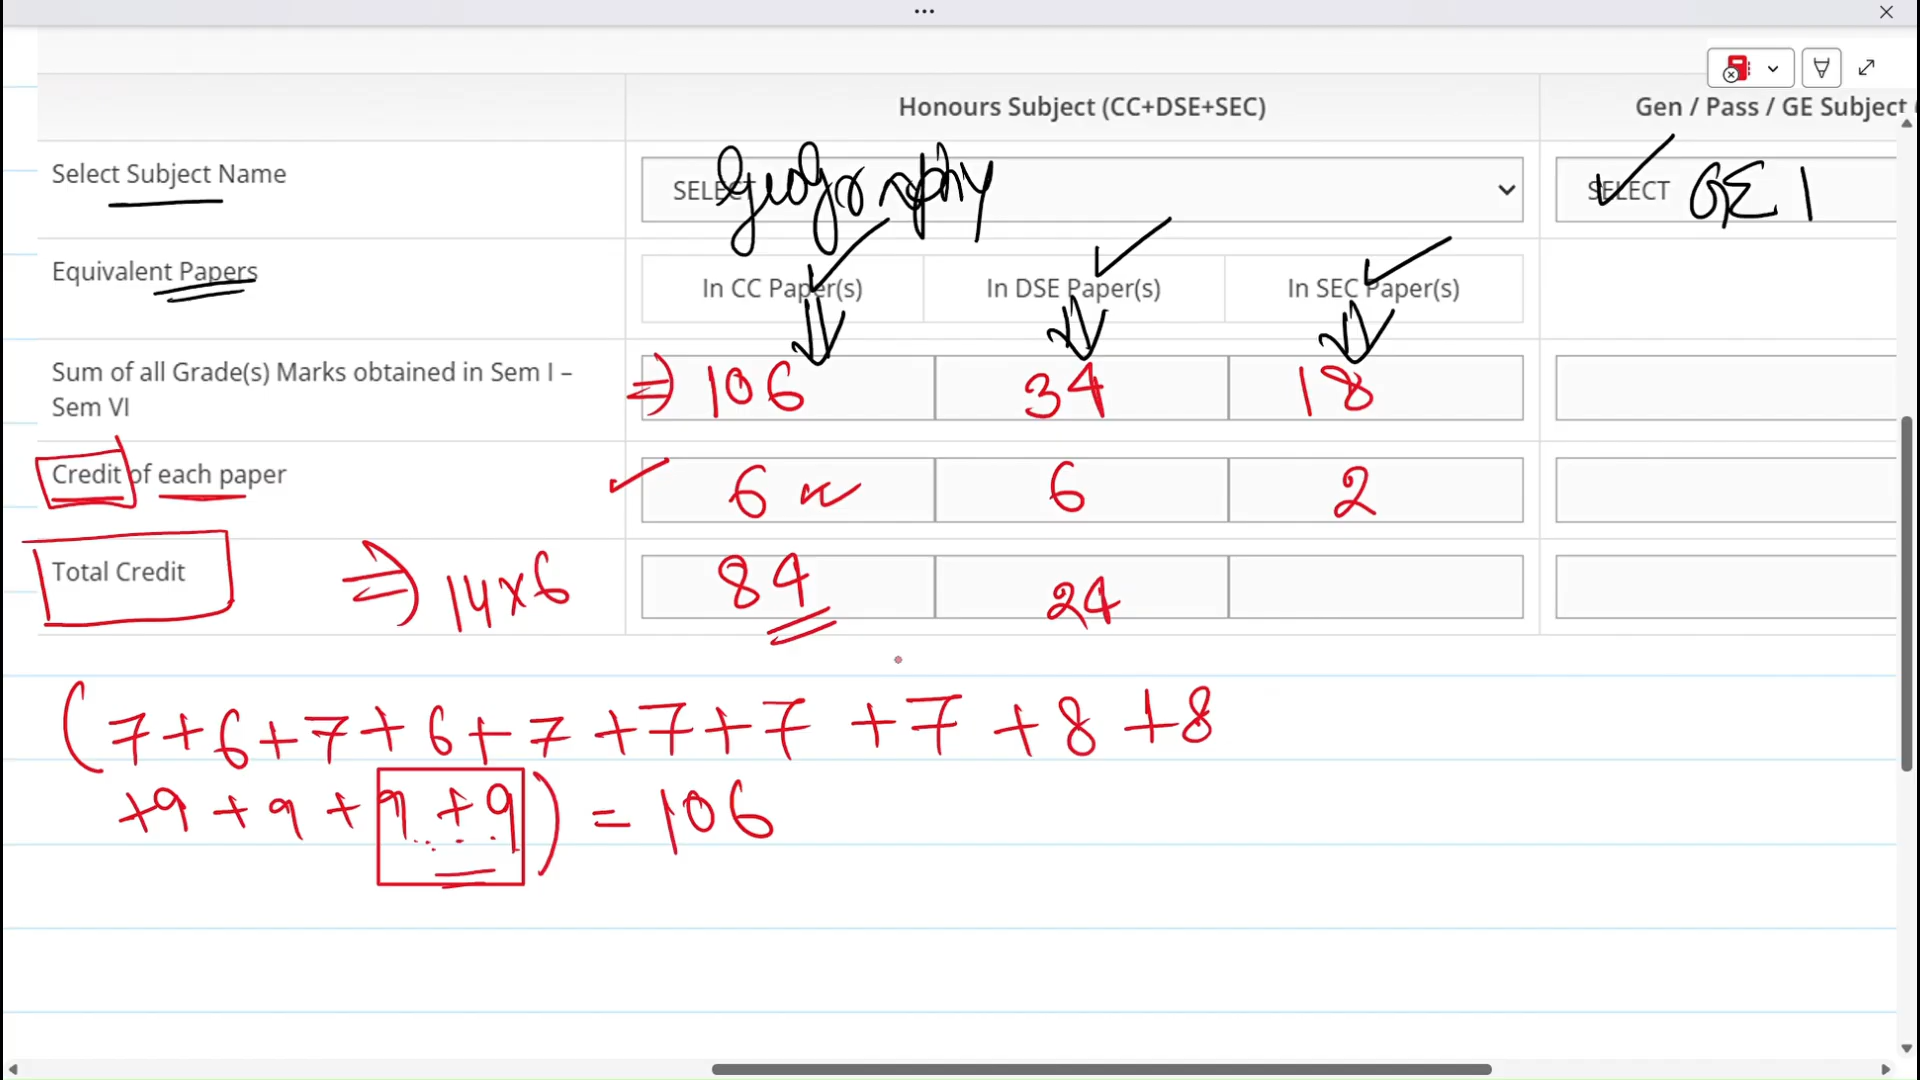 Honours Subject (CC+DSE+SEC)
Gen / Pass / GE Subject
Select Subject Name
SELECT
Geography
SELECT
GE 1
Equivalent Papers
In CC Paper(s)
In DSE Paper(s)
In SEC Paper(s)
Sum of all Grade(s) Marks obtained in Sem I –
Sem VI
⇒ 106
34
18
Credit of each paper
6
6
2
Total Credit
⇒ 14×6
84
24
(7+6+7+6+7+7+7+7+8+8
+9+9+9+9) = 106